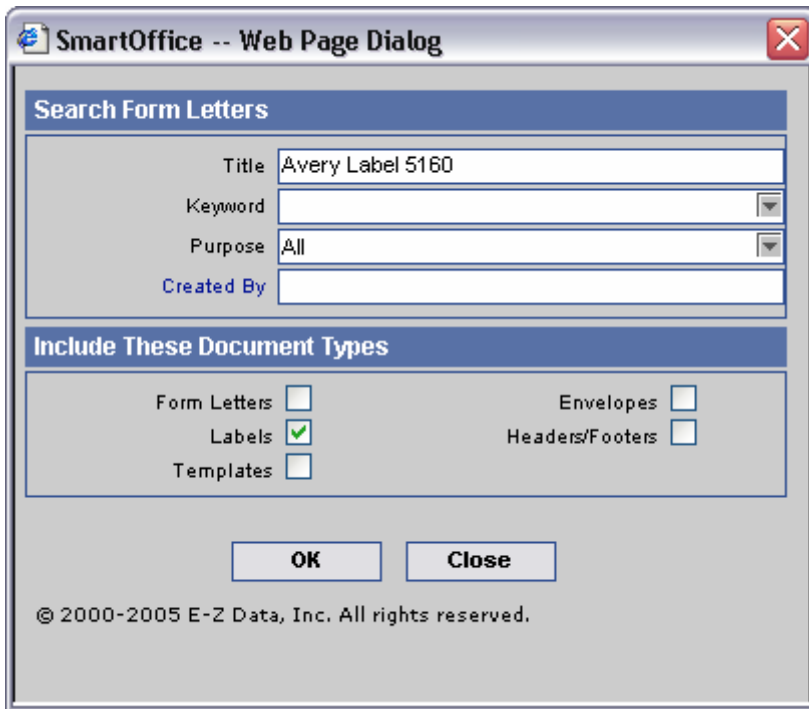 SmartOffice -- Web Page Dialog
Search Form Letters
Title Avery Label 5160
Keyword
Purpose All
Created By
Include These Document Types
Form Letters Envelopes
Labels Headers/Footers
Templates
OK Close
© 2000-2005 E-Z Data, Inc. All rights reserved.